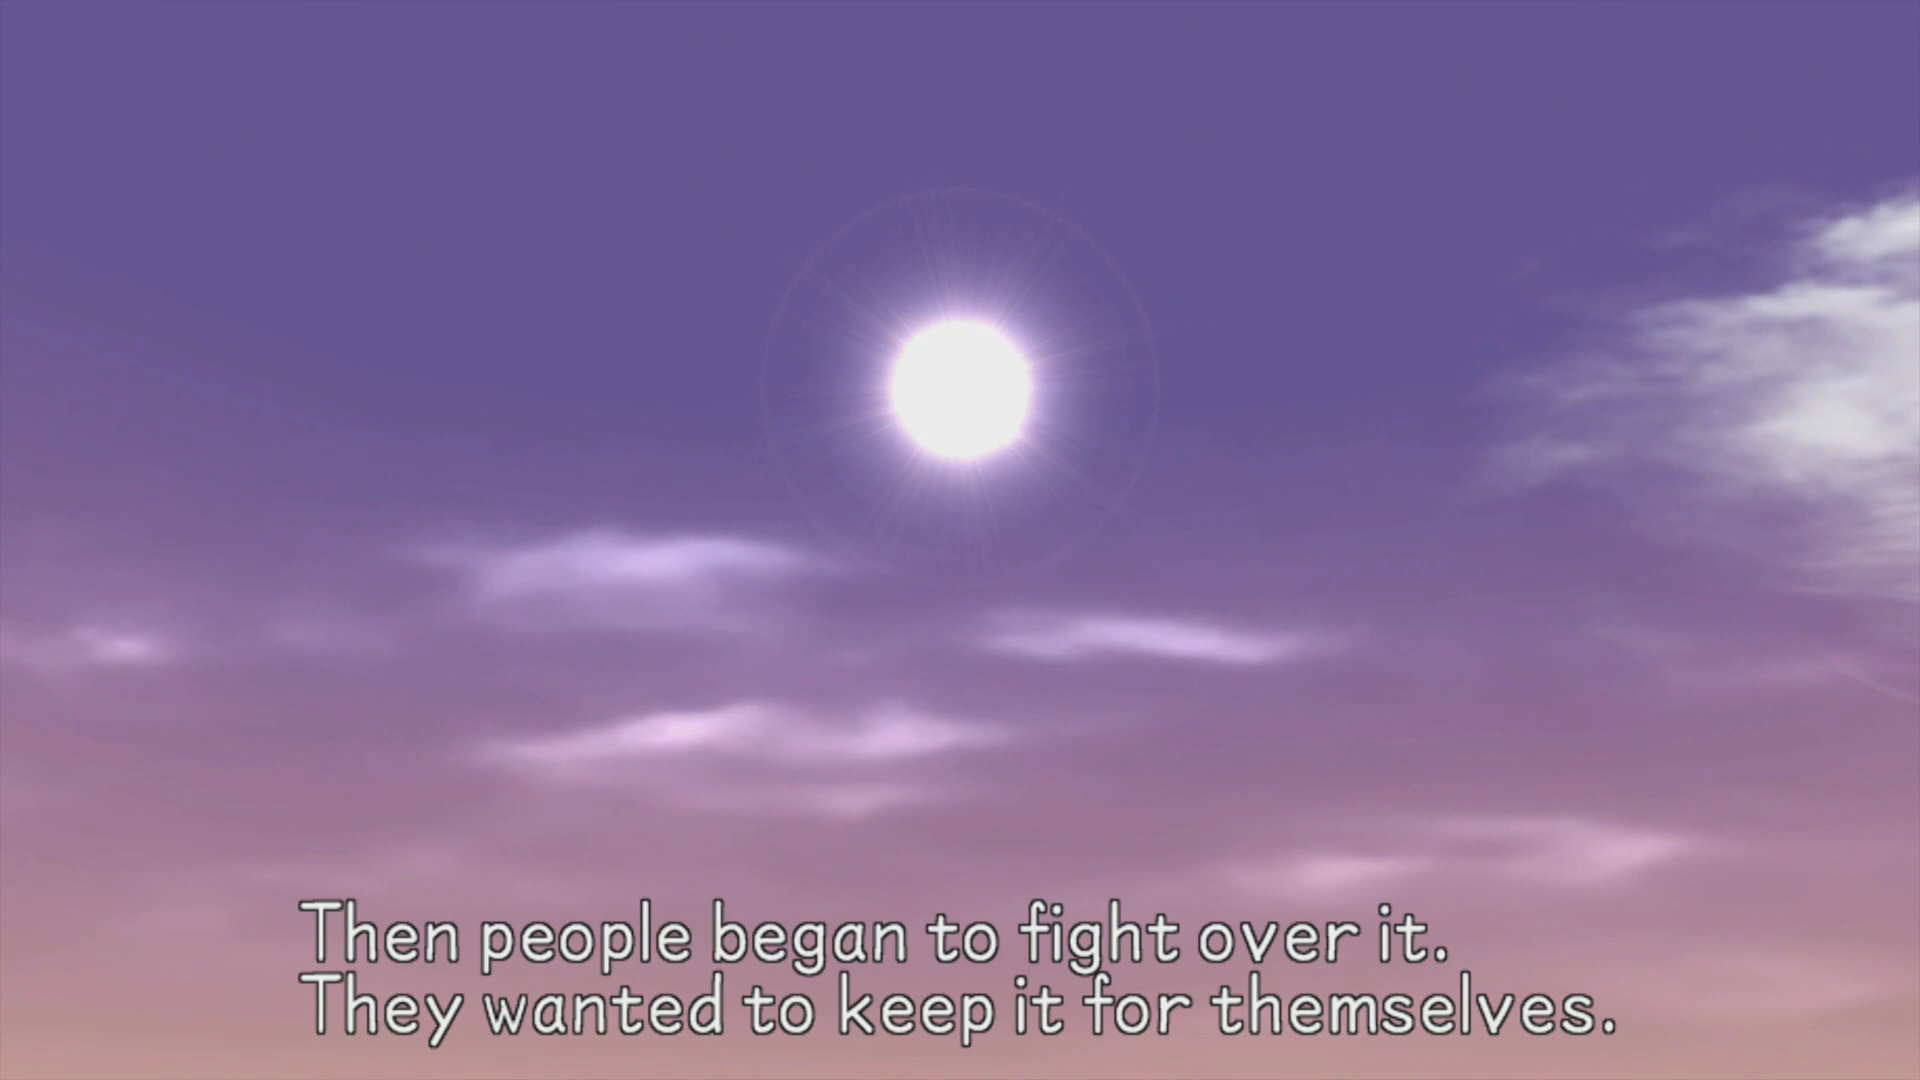 Then people began to fight over it.
They wanted to keep it for themselves.